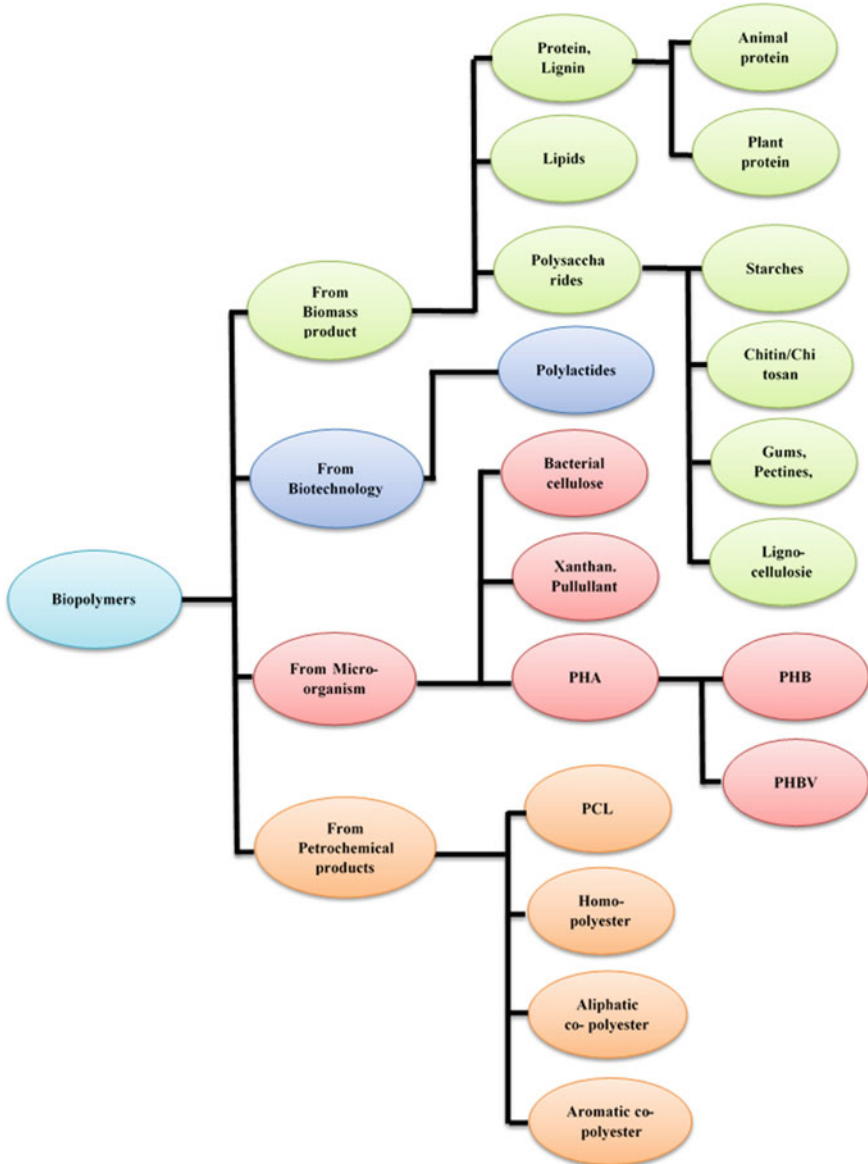 Protein,
Lignin
Animal
protein
Plant
protein
Lipids
Polysaccha
rides
Starches
From
Biomass
product
Chitin/Chi
tosan
Polylactides
Gums,
Pectines,
From
Biotechnology
Bacterial
cellulose
Ligno-
cellulosie
Xanthan.
Pullullant
Biopolymers
From Micro-
organism
PHA
PHB
PHBV
From
Petrochemical
products
PCL
Homo-
polyester
Aliphatic
co- polyester
Aromatic co-
polyester